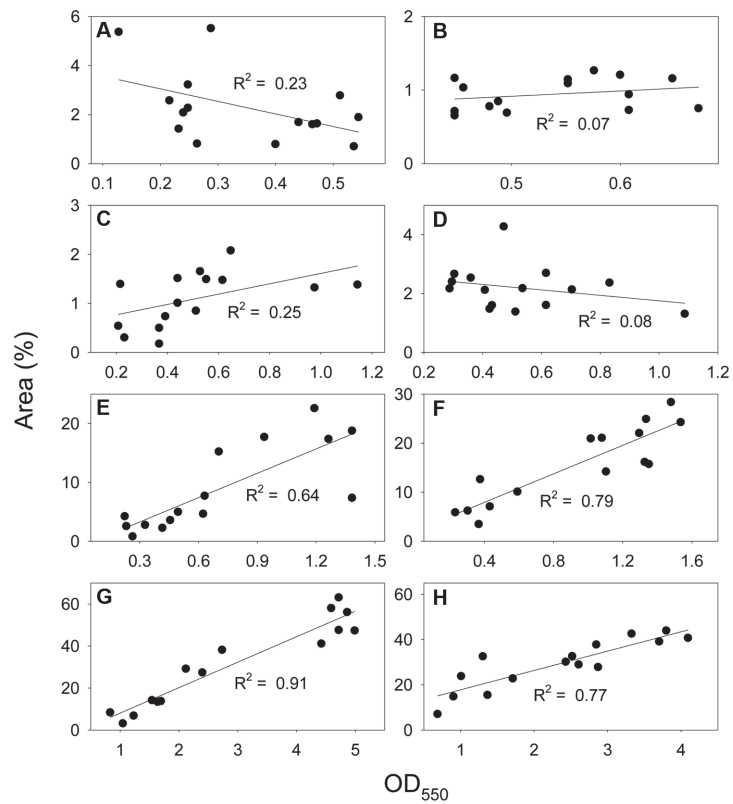 A
6
4
2
0
R² = 0.23
0.1 0.2 0.3 0.4 0.5
B
2
1
0
R² = 0.07
0.5 0.6
C
3
2
1
0
R² = 0.25
0.2 0.4 0.6 0.8 1.0 1.2
D
4
2
0
R² = 0.08
0.2 0.4 0.6 0.8 1.0 1.2
Area (%)
E
20
10
0
R² = 0.64
0.3 0.6 0.9 1.2 1.5
F
30
20
10
0
R² = 0.79
0.4 0.8 1.2 1.6
G
60
40
20
0
R² = 0.91
1 2 3 4 5
H
60
40
20
0
R² = 0.77
1 2 3 4
OD₅₅₀